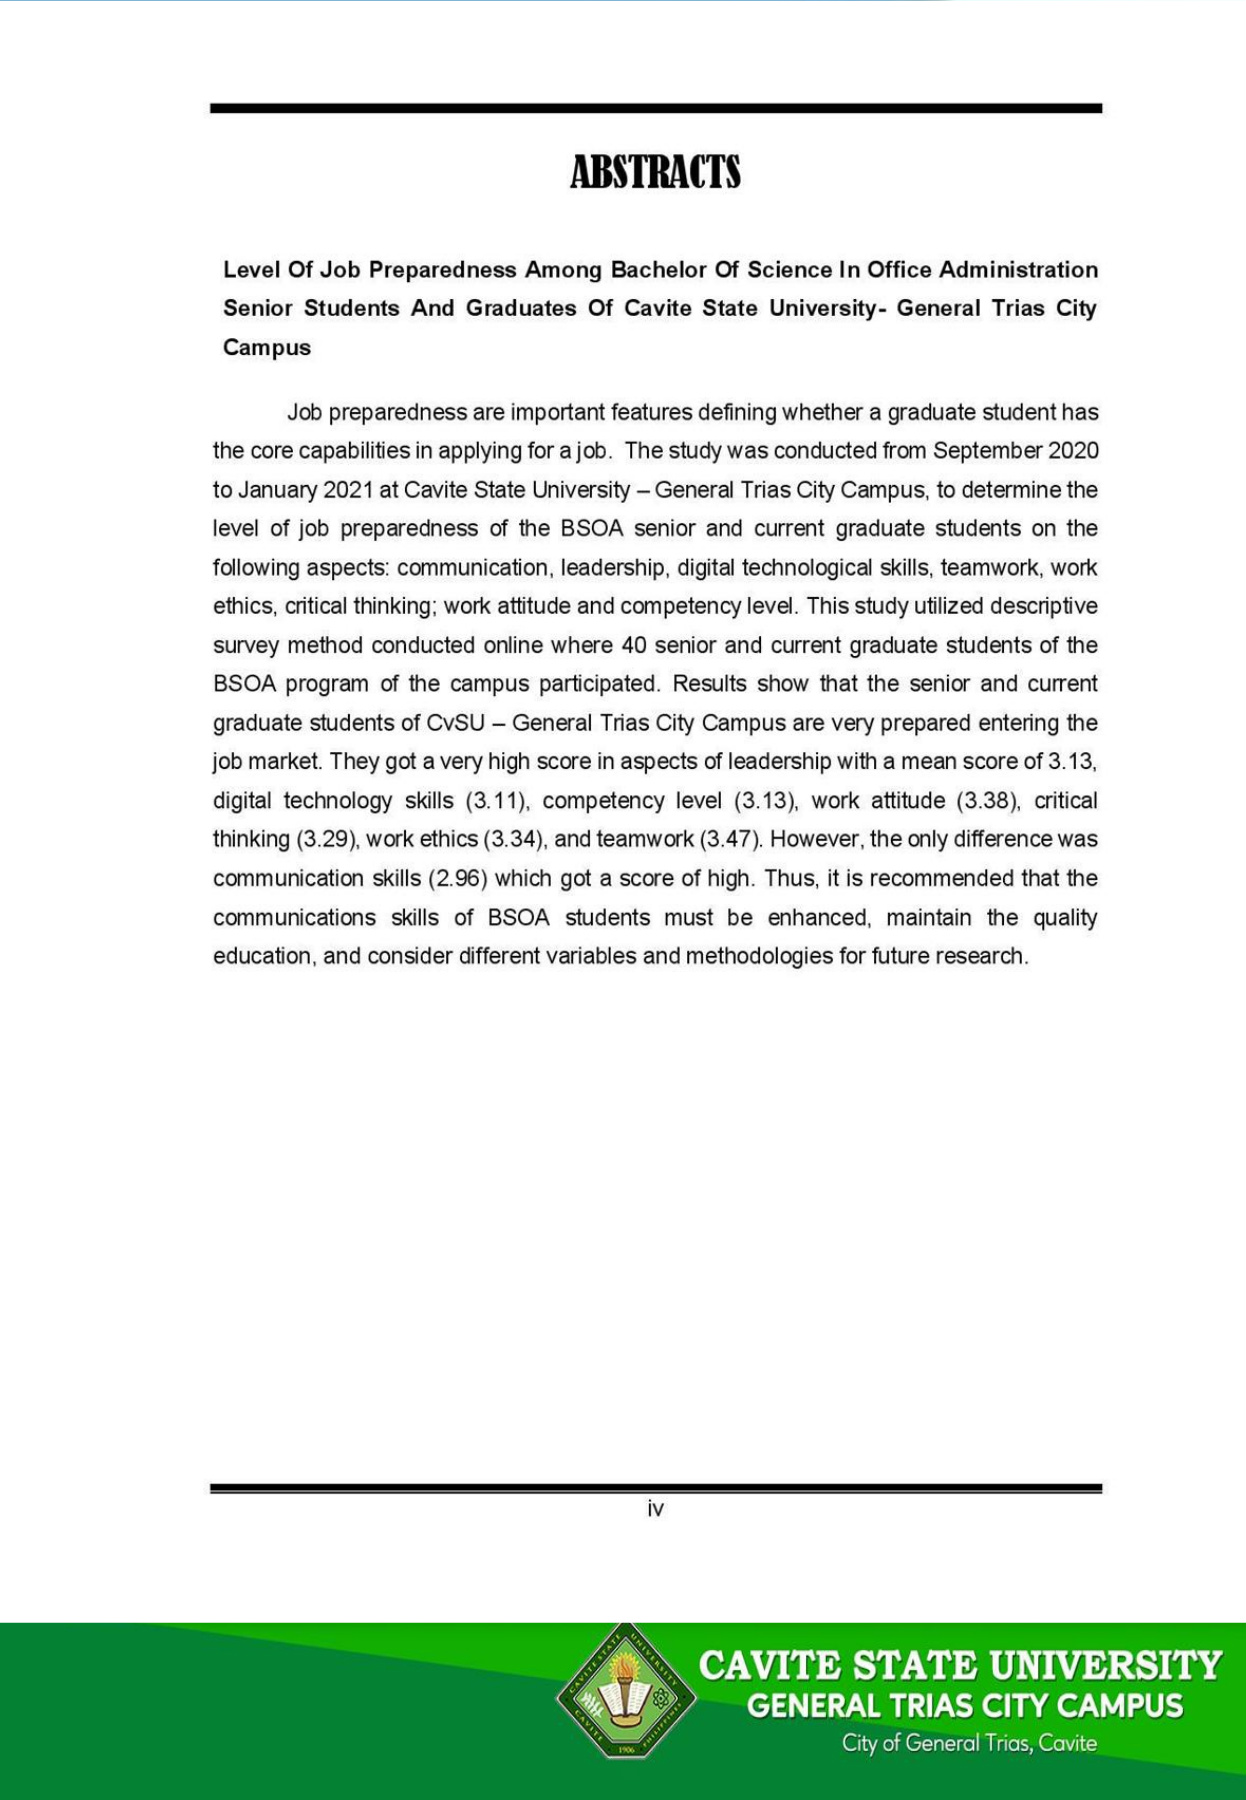 ABSTRACTS
Level Of Job Preparedness Among Bachelor Of Science In Office Administration
Senior Students And Graduates Of Cavite State University- General Trias City
Campus
Job preparedness are important features defining whether a graduate student has
the core capabilities in applying for a job. The study was conducted from September 2020
to January 2021 at Cavite State University – General Trias City Campus, to determine the
level of job preparedness of the BSOA senior and current graduate students on the
following aspects: communication, leadership, digital technological skills, teamwork, work
ethics, critical thinking; work attitude and competency level. This study utilized descriptive
survey method conducted online where 40 senior and current graduate students of the
BSOA program of the campus participated. Results show that the senior and current
graduate students of CvSU – General Trias City Campus are very prepared entering the
job market. They got a very high score in aspects of leadership with a mean score of 3.13,
digital technology skills (3.11), competency level (3.13), work attitude (3.38), critical
thinking (3.29), work ethics (3.34), and teamwork (3.47). However, the only difference was
communication skills (2.96) which got a score of high. Thus, it is recommended that the
communications skills of BSOA students must be enhanced, maintain the quality
education, and consider different variables and methodologies for future research.
iv
CAVITE STATE UNIVERSITY
CAVITE
PHILIPPINES
1906
CAVITE STATE UNIVERSITY
GENERAL TRIAS CITY CAMPUS
City of General Trias, Cavite